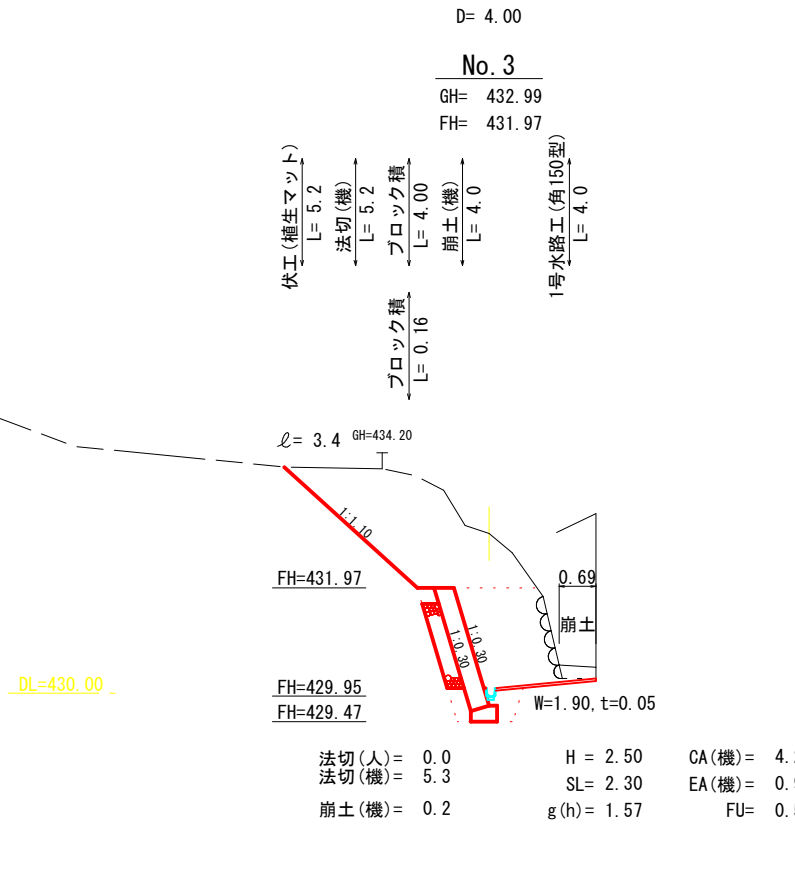 D= 4.00
No. 3
GH= 432.99
FH= 431.97
伏工(植生マット)
L= 5.2
法切(機)
L= 5.2
ブロック積
L= 4.00
崩土(機)
L= 4.0
1号水路工(角150型)
L= 4.0
ブロック積
L= 0.16
ℓ= 3.4
GH=434.20
1:1.10
FH=431.97
0.69
崩土
1:0.30
1:0.30
DL=430.00
FH=429.95
FH=429.47
W=1.90, t=0.05
法切(人)= 0.0
法切(機)= 5.3
崩土(機)= 0.2
H = 2.50
SL= 2.30
g(h)= 1.57
CA(機)= 4.
EA(機)= 0.
FU= 0.